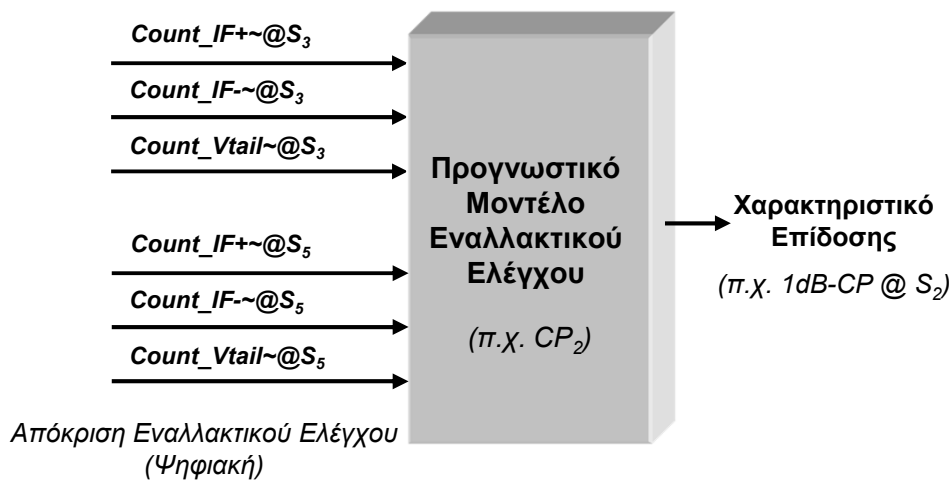 Count_IF+~@S3
Count_IF-~@S3
Count_Vtail~@S3
Count_IF+~@S5
Count_IF-~@S5
Count_Vtail~@S5
Απόκριση Εναλλακτικού Ελέγχου
(Ψηφιακή)
Προγνωστικό
Μοντέλο
Εναλλακτικού
Ελέγχου
(π.χ. CP2)
Χαρακτηριστικό
Επίδοσης
(π.χ. 1dB-CP @ S2)